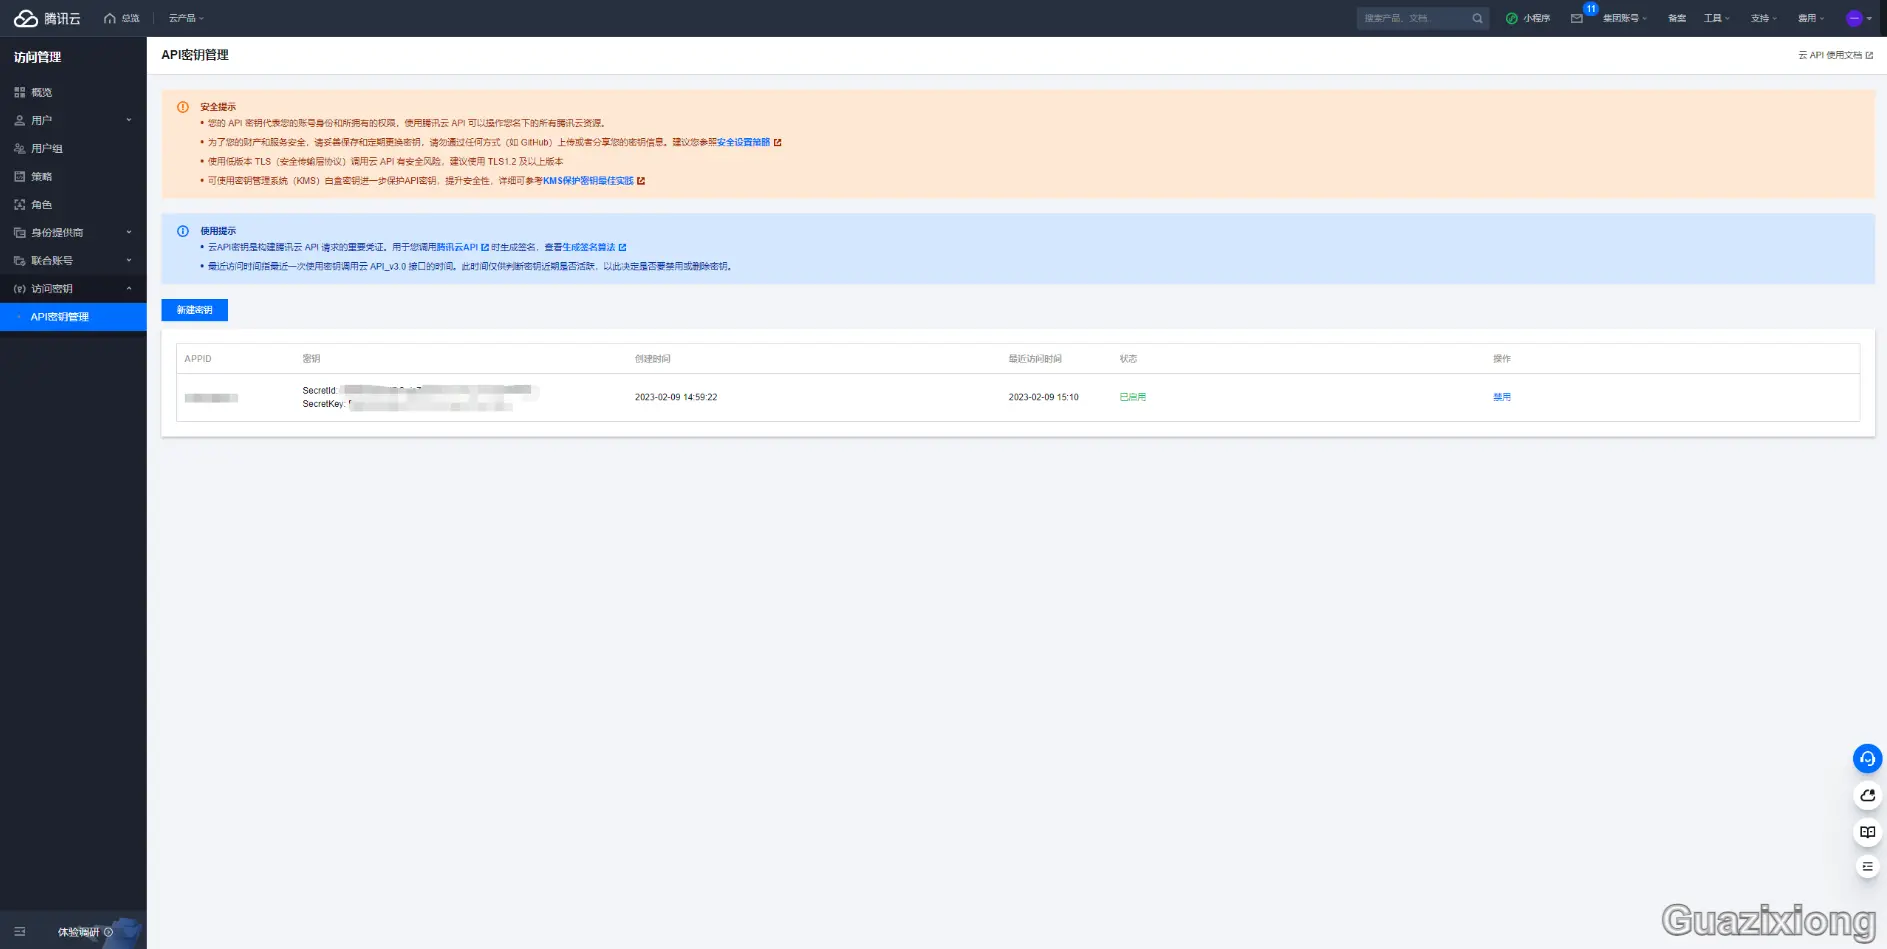 腾讯云 总览 云产品 搜索产品、文档... 小程序 11 集团账号 备案 工具 支持 费用
访问管理
概览
用户
用户组
策略
角色
身份提供商
联合账号
访问密钥
API密钥管理
体验调研
API密钥管理 云 API 使用文档
安全提示
• 您的 API 密钥代表您的账号身份和所拥有的权限，使用腾讯云 API 可以操作您名下的所有腾讯云资源。
• 为了您的财产和服务安全，请妥善保存和定期更换密钥，请勿通过任何方式（如 GitHub）上传或者分享您的密钥信息。建议您参照安全设置策略
• 使用低版本 TLS（安全传输层协议）调用云 API 有安全风险，建议使用 TLS1.2 及以上版本
• 可使用密钥管理系统（KMS）白盒密钥进一步保护API密钥，提升安全性，详细可参考KMS保护密钥最佳实践
使用提示
• 云API密钥是构建腾讯云 API 请求的重要凭证。用于您调用腾讯云API 时生成签名，查看生成签名算法
• 最近访问时间指最近一次使用密钥调用云 API_v3.0 接口的时间。此时间仅供判断密钥近期是否活跃，以此决定是否要禁用或删除密钥。
新建密钥
APPID 密钥 创建时间 最近访问时间 状态 操作
SecretId:
SecretKey:
2023-02-09 14:59:22 2023-02-09 15:10 已启用 禁用
Guazixiong